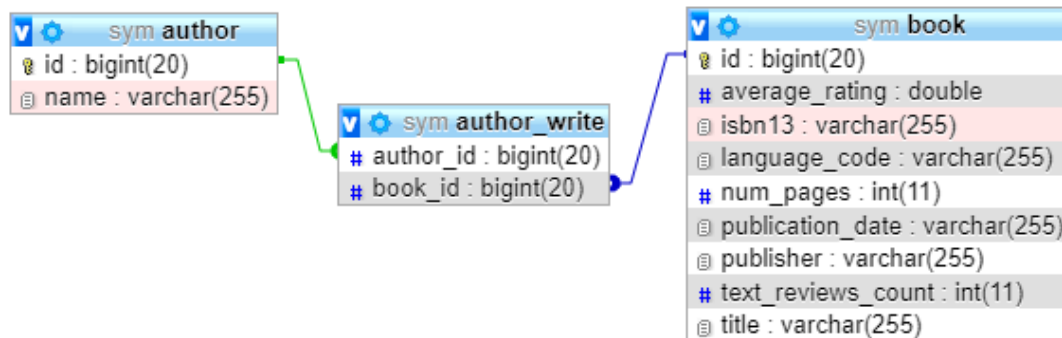 sym author
id : bigint(20)
name : varchar(255)
sym author_write
author_id : bigint(20)
book_id : bigint(20)
sym book
id : bigint(20)
# average_rating : double
isbn13 : varchar(255)
language_code : varchar(255)
# num_pages : int(11)
publication_date : varchar(255)
publisher : varchar(255)
# text_reviews_count : int(11)
title : varchar(255)